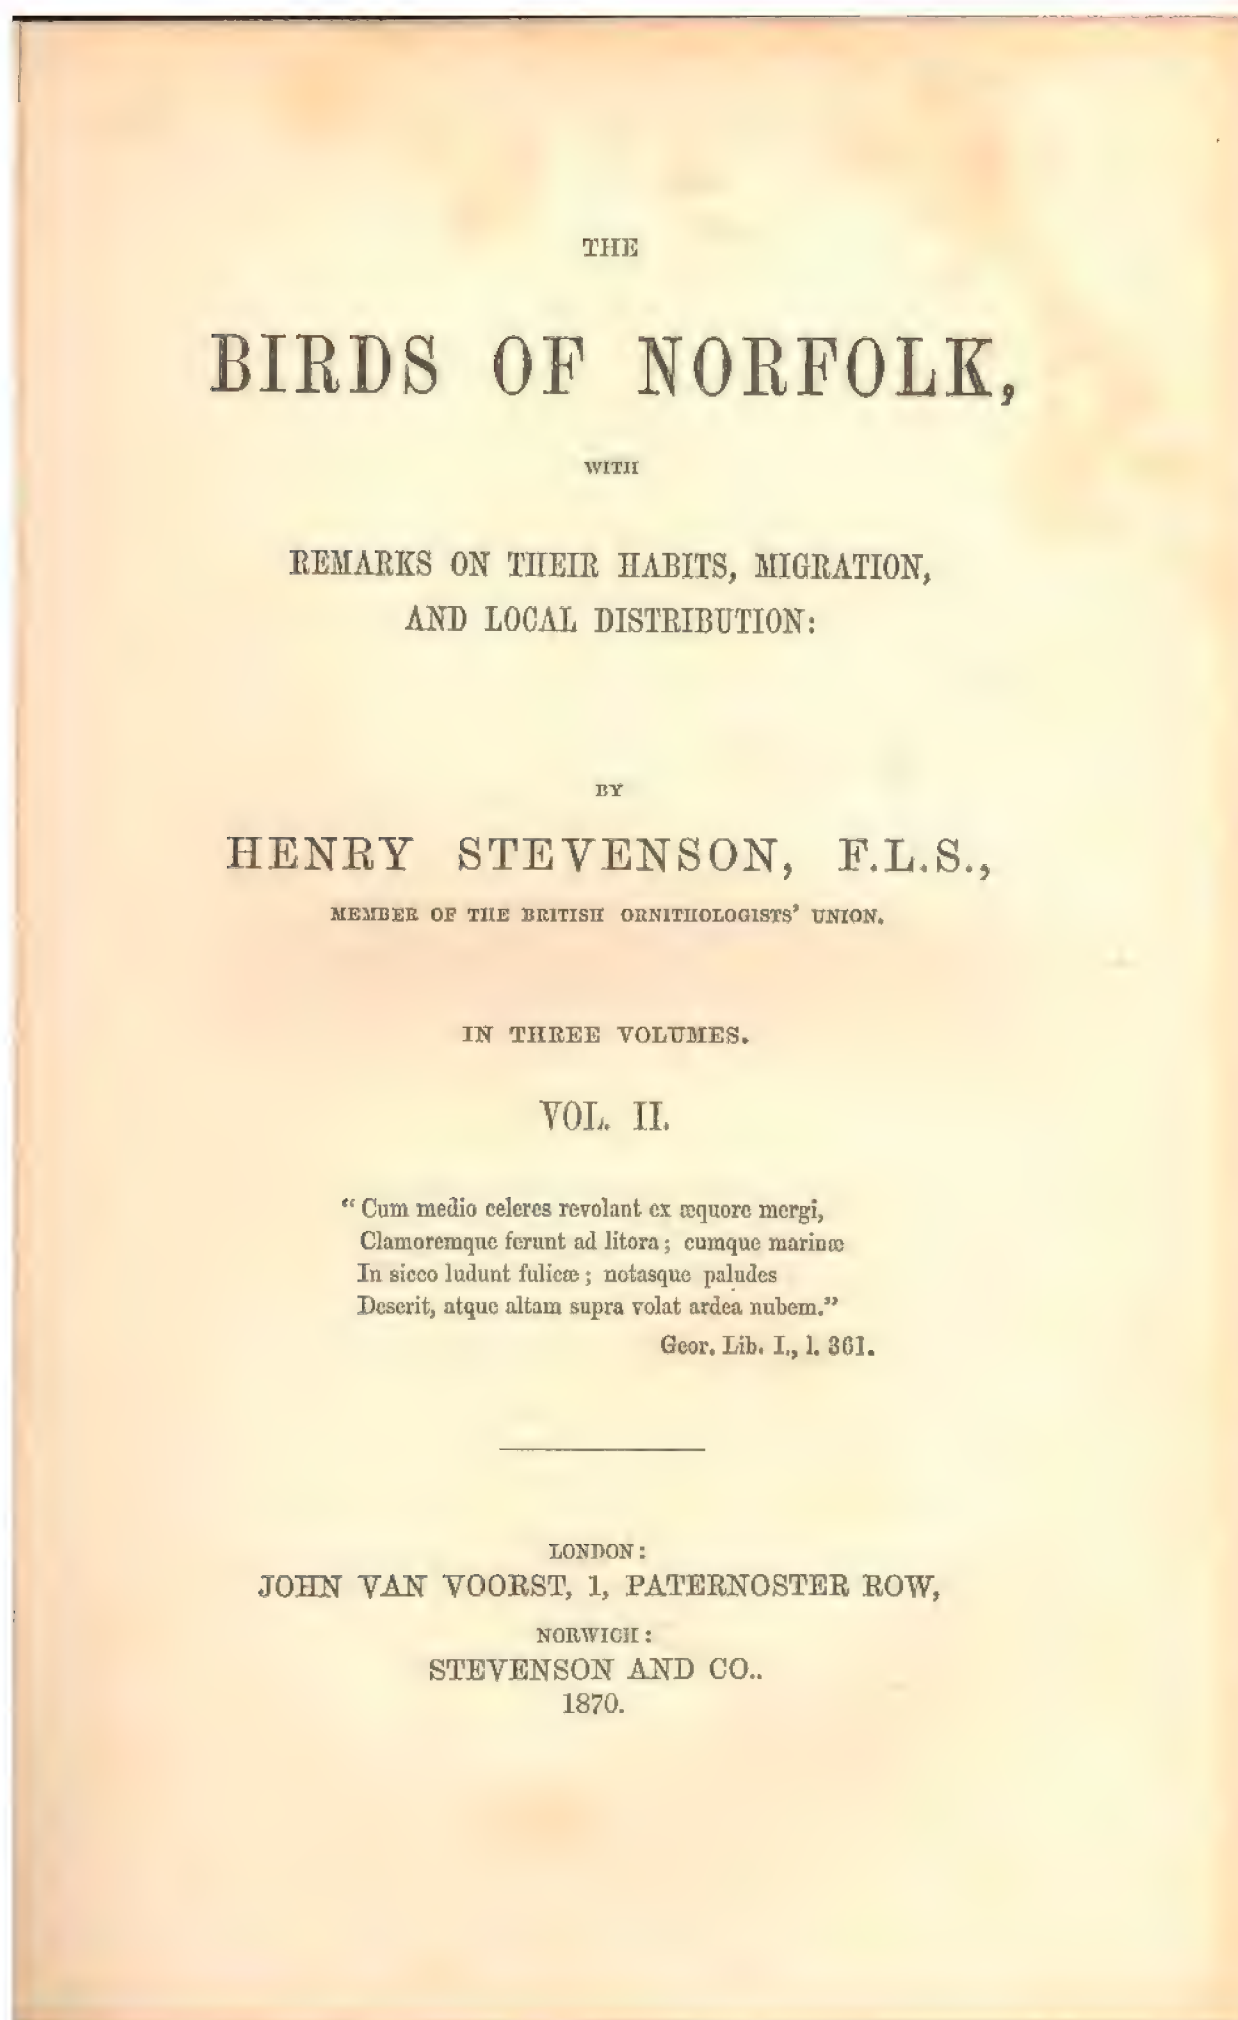 THE
BIRDS OF NORFOLK,
WITH
REMARKS ON THEIR HABITS, MIGRATION,
AND LOCAL DISTRIBUTION:
BY
HENRY STEVENSON, F.L.S.,
MEMBER OF THE BRITISH ORNITHOLOGISTS' UNION.
IN THREE VOLUMES.
VOL. II.
" Cum medio celeres revolant ex æquore mergi,
Clamoremque ferunt ad litora; cumque marinæ
In sicco ludunt fulicæ; notasque paludes
Deserit, atque altam supra volat ardea nubem."
Geor. Lib. I., l. 361.
LONDON:
JOHN VAN VOORST, 1, PATERNOSTER ROW,
NORWICH:
STEVENSON AND CO..
1870.